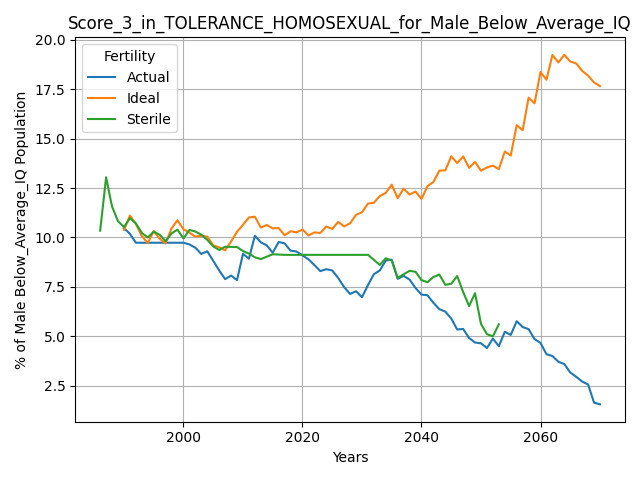 Score_3_in_TOLERANCE_HOMOSEXUAL_for_Male_Below_Average_IQ
Fertility
Actual
Ideal
Sterile
% of Male Below_Average_IQ Population
20.0
17.5
15.0
12.5
10.0
7.5
5.0
2.5
2000
2020
2040
2060
Years